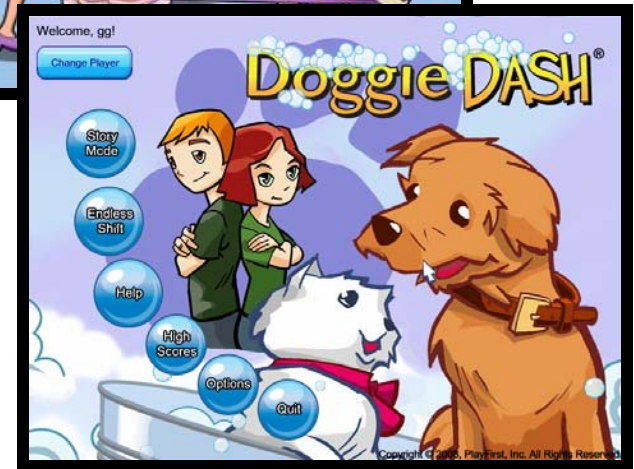 Welcome, gg!
Change Player
Doggie DASH®
Story
Mode
Endless
Shift
Help
High
Scores
Options
Quit
Copyright © 2008, PlayFirst, Inc. All Rights Reserved